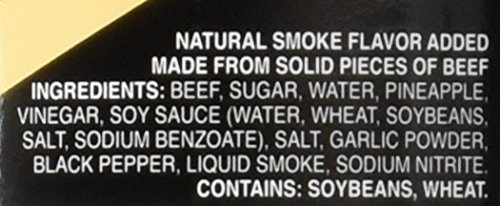 NATURAL SMOKE FLAVOR ADDED
MADE FROM SOLID PIECES OF BEEF
INGREDIENTS: BEEF, SUGAR, WATER, PINEAPPLE,
VINEGAR, SOY SAUCE (WATER, WHEAT, SOYBEANS,
SALT, SODIUM BENZOATE), SALT, GARLIC POWDER,
BLACK PEPPER, LIQUID SMOKE, SODIUM NITRITE.
CONTAINS: SOYBEANS, WHEAT.